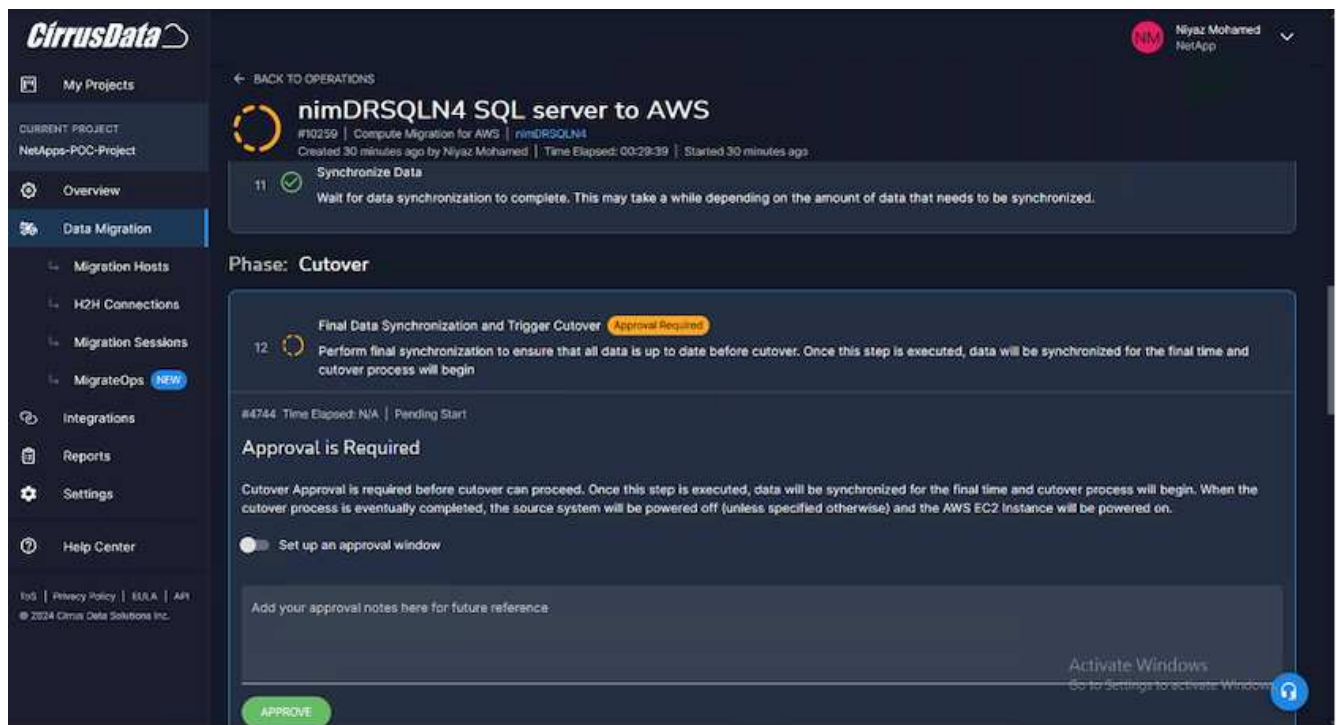 CirrusData
NM
Niyaz Mohamed
NetApp
My Projects
CURRENT PROJECT
NetApps-POC-Project
Overview
Data Migration
Migration Hosts
H2H Connections
Migration Sessions
MigrateOps NEW
Integrations
Reports
Settings
Help Center
ToS | Privacy Policy | EULA | API
© 2024 Cirrus Data Solutions Inc.
← BACK TO OPERATIONS
nimDRSQLN4 SQL server to AWS
#10259 | Compute Migration for AWS | nimDRSQLN4
Created 30 minutes ago by Niyaz Mohamed | Time Elapsed: 00:29:39 | Started 30 minutes ago
Synchronize Data
11
Wait for data synchronization to complete. This may take a while depending on the amount of data that needs to be synchronized.
Phase: Cutover
Final Data Synchronization and Trigger Cutover Approval Required
12
Perform final synchronization to ensure that all data is up to date before cutover. Once this step is executed, data will be synchronized for the final time and
cutover process will begin
#4744 Time Elapsed: N/A | Pending Start
Approval is Required
Cutover Approval is required before cutover can proceed. Once this step is executed, data will be synchronized for the final time and cutover process will begin. When the
cutover process is eventually completed, the source system will be powered off (unless specified otherwise) and the AWS EC2 Instance will be powered on.
Set up an approval window
Add your approval notes here for future reference
APPROVE
Activate Windows
Go to Settings to activate Windows